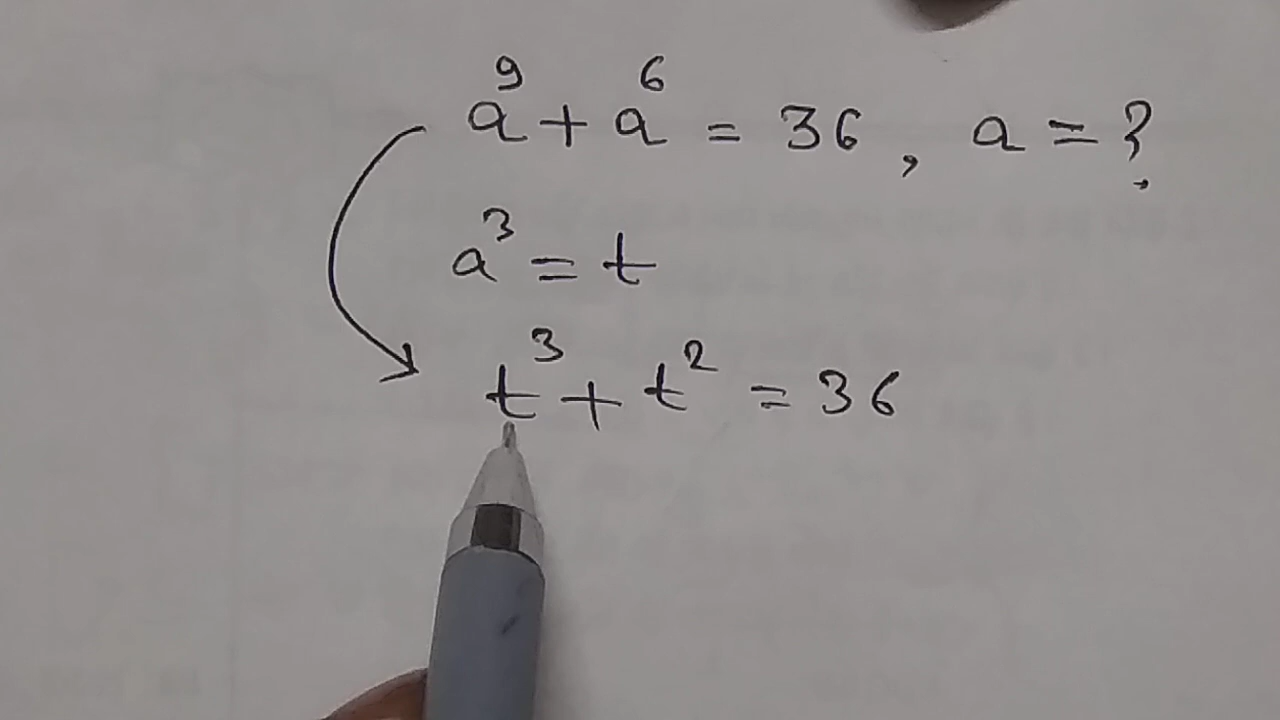 a⁹ + a⁶ = 36, a = ?
a³ = t
t³ + t² = 36